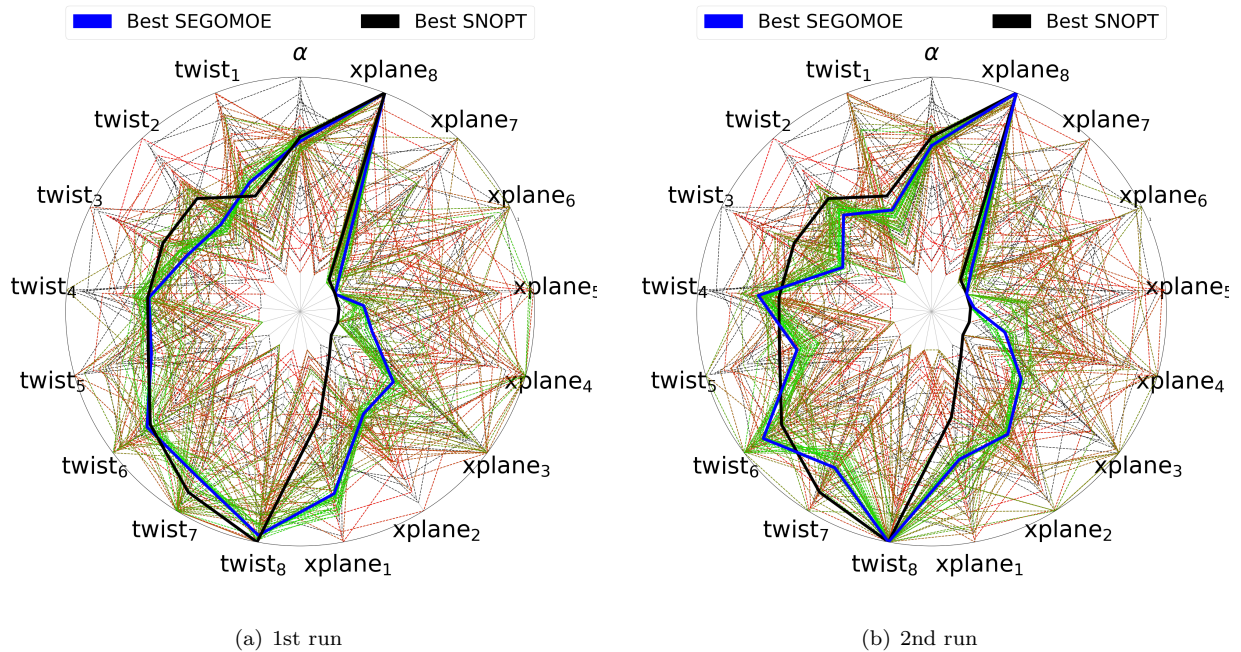 Best SEGOMOE Best SNOPT
α
twist₁ xplane₈
twist₂ xplane₇
twist₃ xplane₆
twist₄ xplane₅
twist₅ xplane₄
twist₆ xplane₃
twist₇ xplane₂
twist₈ xplane₁
(a) 1st run
Best SEGOMOE Best SNOPT
α
twist₁ xplane₈
twist₂ xplane₇
twist₃ xplane₆
twist₄ xplane₅
twist₅ xplane₄
twist₆ xplane₃
twist₇ xplane₂
twist₈ xplane₁
(b) 2nd run